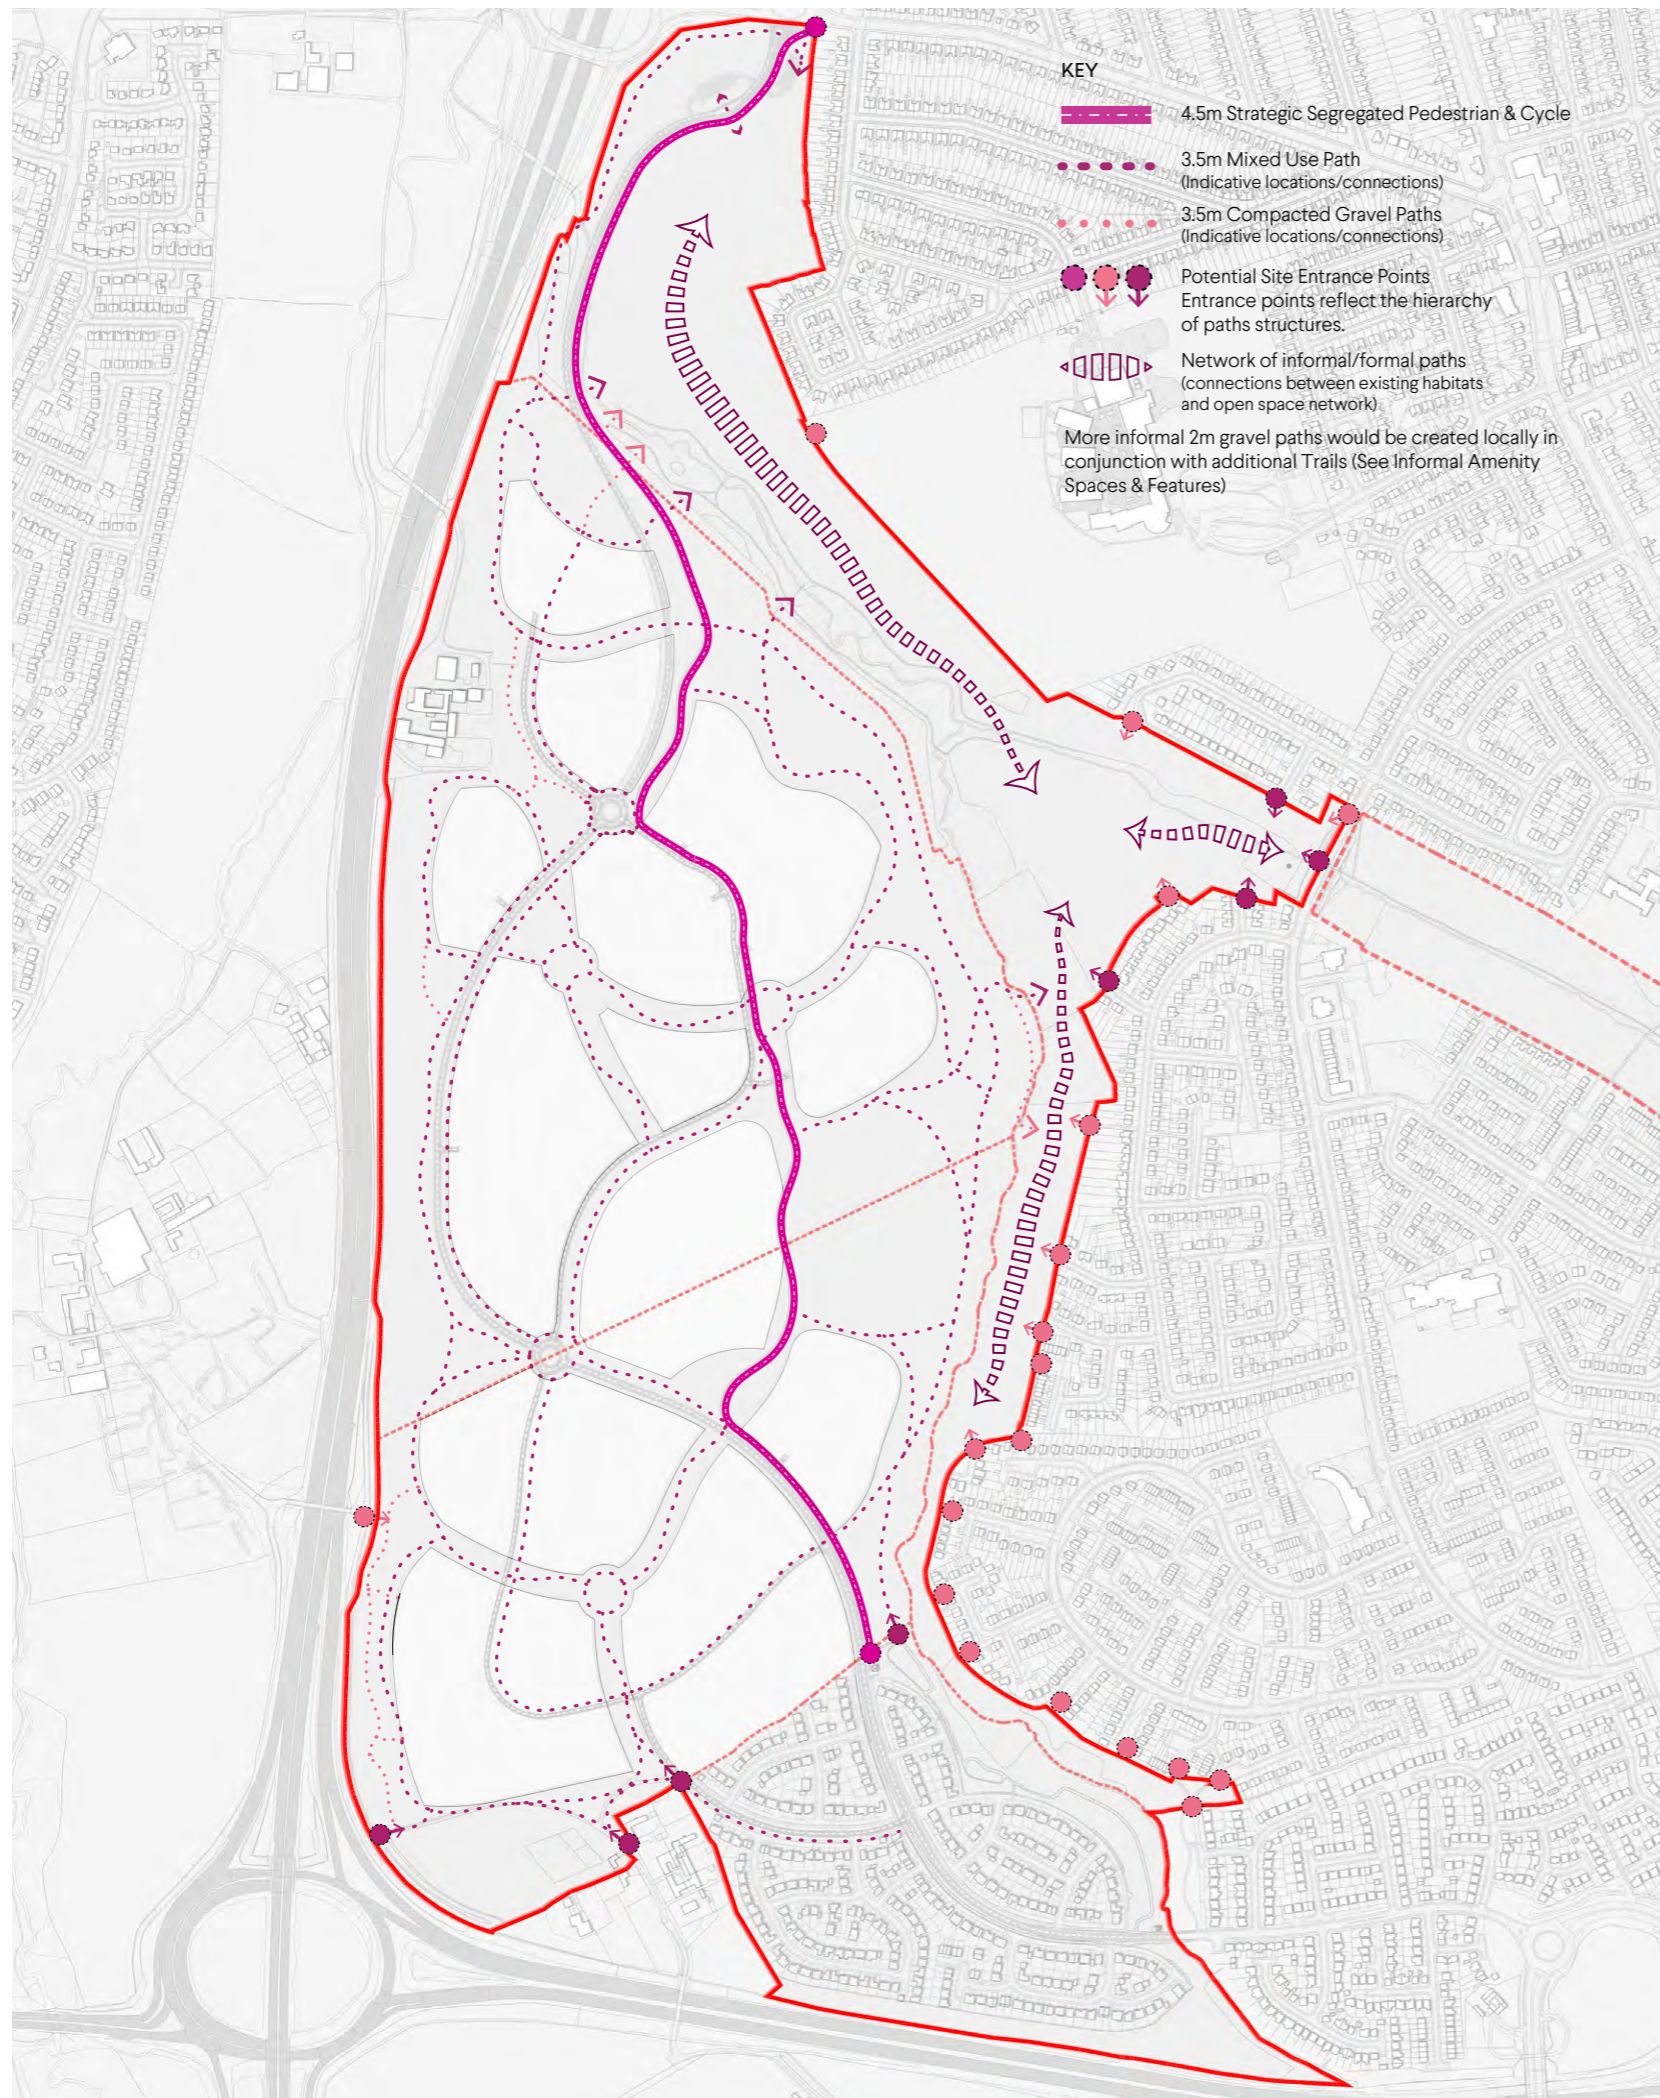 KEY
4.5m Strategic Segregated Pedestrian & Cycle
3.5m Mixed Use Path
(Indicative locations/connections)
3.5m Compacted Gravel Paths
(Indicative locations/connections)
Potential Site Entrance Points
Entrance points reflect the hierarchy
of paths structures.
Network of informal/formal paths
(connections between existing habitats
and open space network)
More informal 2m gravel paths would be created locally in
conjunction with additional Trails (See Informal Amenity
Spaces & Features)